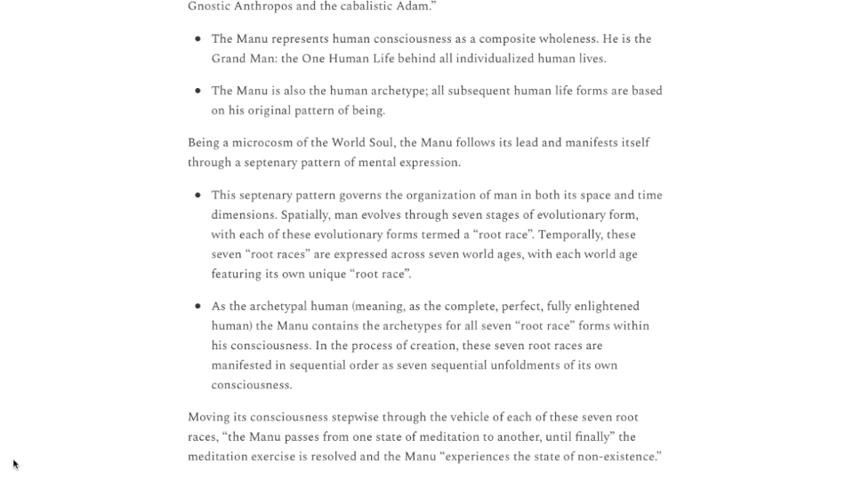 Gnostic Anthropos and the cabalistic Adam.”
• The Manu represents human consciousness as a composite wholeness. He is the
Grand Man: the One Human Life behind all individualized human lives.
• The Manu is also the human archetype; all subsequent human life forms are based
on his original pattern of being.
Being a microcosm of the World Soul, the Manu follows its lead and manifests itself
through a septenary pattern of mental expression.
• This septenary pattern governs the organization of man in both its space and time
dimensions. Spatially, man evolves through seven stages of evolutionary form,
with each of these evolutionary forms termed a “root race”. Temporally, these
seven “root races” are expressed across seven world ages, with each world age
featuring its own unique “root race”.
• As the archetypal human (meaning, as the complete, perfect, fully enlightened
human) the Manu contains the archetypes for all seven “root race” forms within
his consciousness. In the process of creation, these seven root races are
manifested in sequential order as seven sequential unfoldments of its own
consciousness.
Moving its consciousness stepwise through the vehicle of each of these seven root
races, “the Manu passes from one state of meditation to another, until finally” the
meditation exercise is resolved and the Manu “experiences the state of non-existence.”